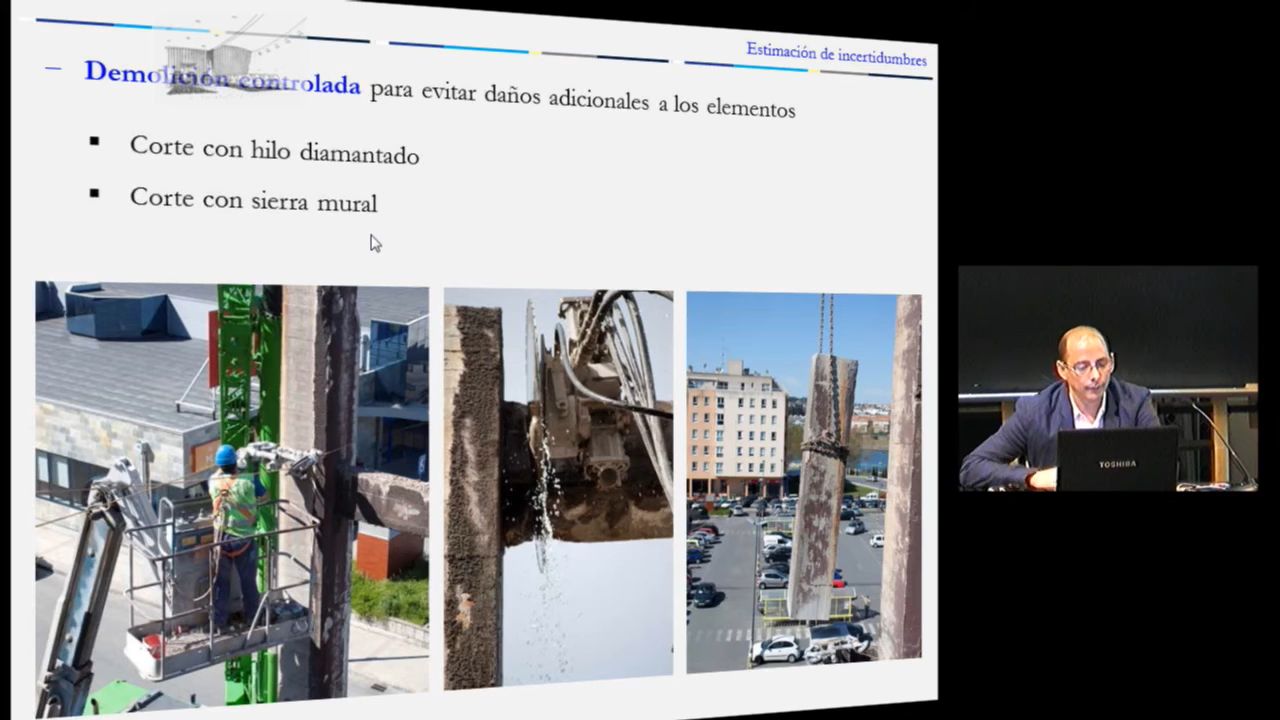 Estimación de incertidumbres
– Demolición controlada para evitar daños adicionales a los elementos
▪ Corte con hilo diamantado
▪ Corte con sierra mural
TOSHIBA